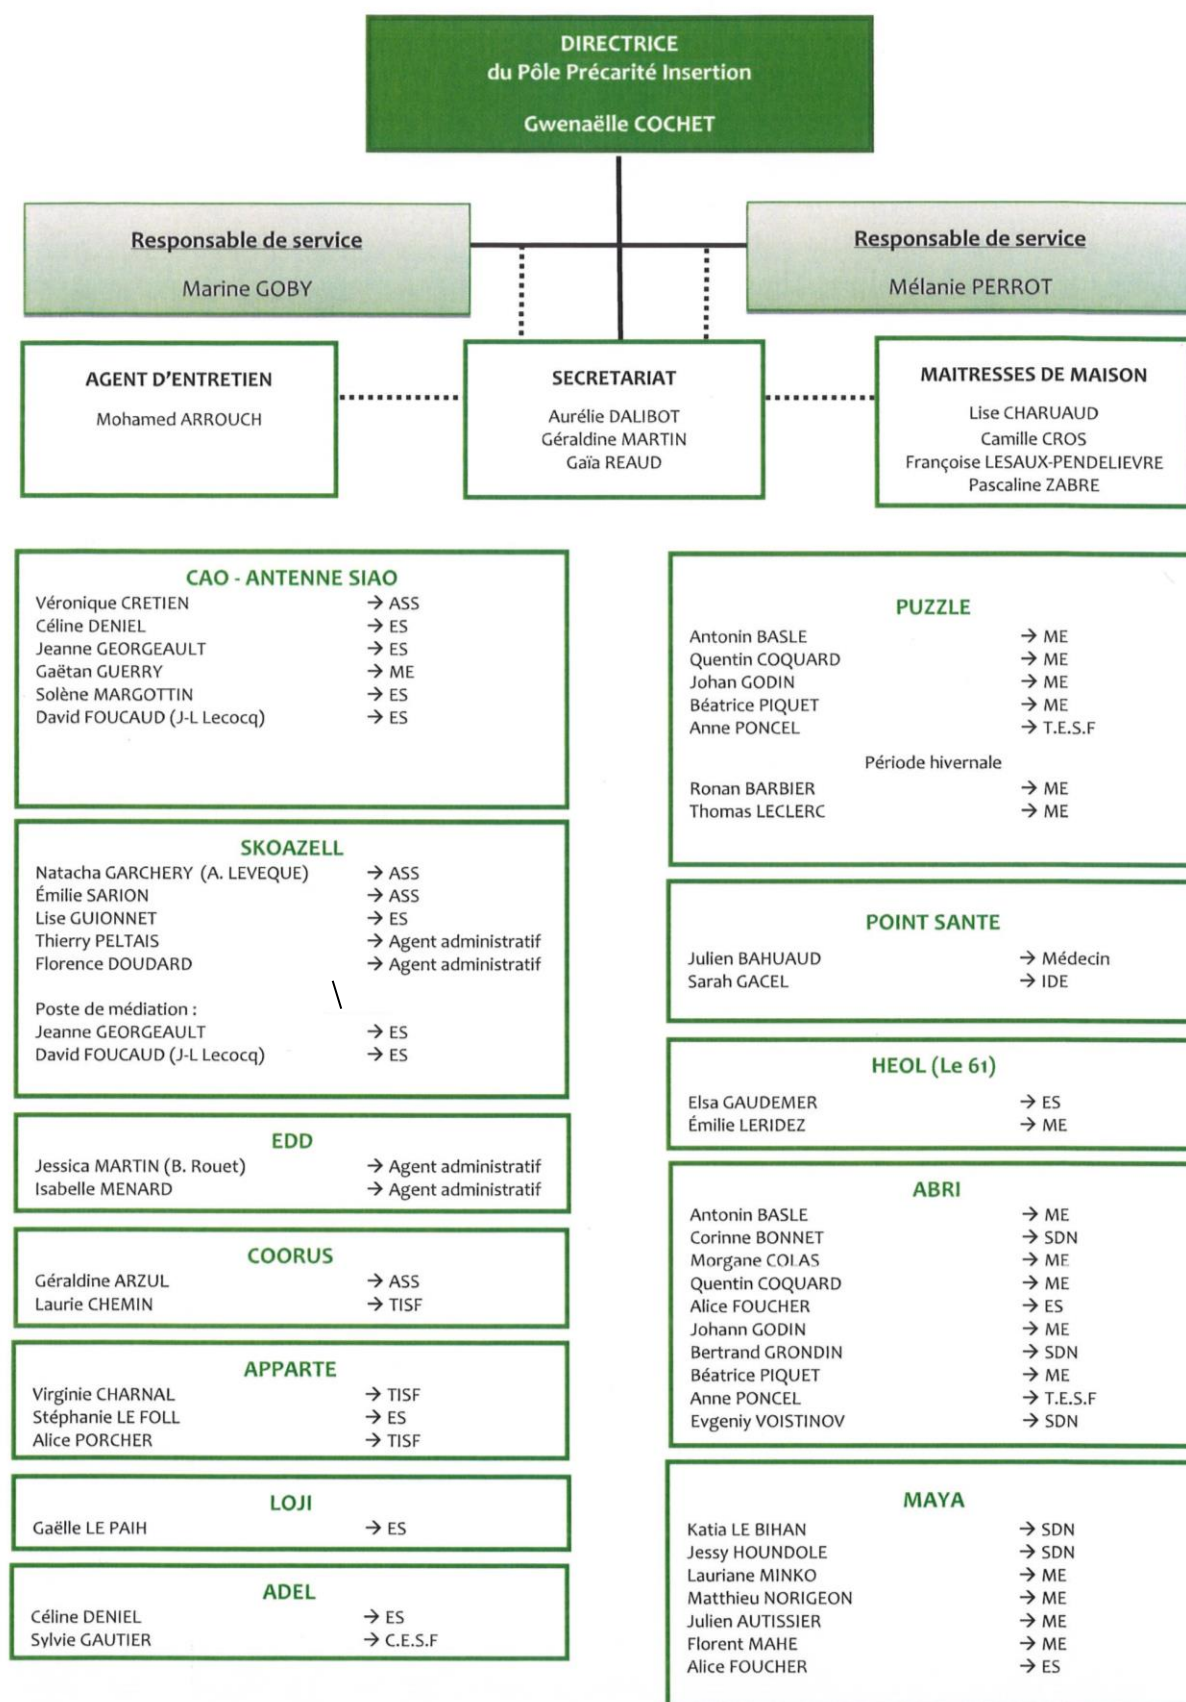 DIRECTRICE
du Pôle Précarité Insertion
Gwenaëlle COCHET
Responsable de service
Marine GOBY
Responsable de service
Mélanie PERROT
AGENT D'ENTRETIEN
Mohamed ARROUCH
SECRETARIAT
Aurélie DALIBOT
Géraldine MARTIN
Gaïa REAUD
MAITRESSES DE MAISON
Lise CHARUAUD
Camille CROS
Françoise LESAUX-PENDELIEVRE
Pascaline ZABRE
CAO - ANTENNE SIAO
Véronique CRETIEN → ASS
Céline DENIEL → ES
Jeanne GEORGEAULT → ES
Gaëtan GUERRY → ME
Solène MARGOTTIN → ES
David FOUCAUD (J-L Lecocq) → ES
SKOAZELL
Natacha GARCHERY (A. LEVEQUE) → ASS
Émilie SARION → ASS
Lise GUIONNET → ES
Thierry PELTAIS → Agent administratif
Florence DOUDARD → Agent administratif
\
Poste de médiation :
Jeanne GEORGEAULT → ES
David FOUCAUD (J-L Lecocq) → ES
EDD
Jessica MARTIN (B. Rouet) → Agent administratif
Isabelle MENARD → Agent administratif
COORUS
Géraldine ARZUL → ASS
Laurie CHEMIN → TISF
APPARTE
Virginie CHARNAL → TISF
Stéphanie LE FOLL → ES
Alice PORCHER → TISF
LOJI
Gaëlle LE PAIH → ES
ADEL
Céline DENIEL → ES
Sylvie GAUTIER → C.E.S.F
PUZZLE
Antonin BASLE → ME
Quentin COQUARD → ME
Johan GODIN → ME
Béatrice PIQUET → ME
Anne PONCEL → T.E.S.F
Période hivernale
Ronan BARBIER → ME
Thomas LECLERC → ME
POINT SANTE
Julien BAHUAUD → Médecin
Sarah GACEL → IDE
HEOL (Le 61)
Elsa GAUDEMER → ES
Émilie LERIDEZ → ME
ABRI
Antonin BASLE → ME
Corinne BONNET → SDN
Morgane COLAS → ME
Quentin COQUARD → ME
Alice FOUCHER → ES
Johann GODIN → ME
Bertrand GRONDIN → SDN
Béatrice PIQUET → ME
Anne PONCEL → T.E.S.F
Evgeniy VOISTINOV → SDN
MAYA
Katia LE BIHAN → SDN
Jessy HOUNDOLE → SDN
Lauriane MINKO → ME
Matthieu NORIGEON → ME
Julien AUTISSIER → ME
Florent MAHE → ME
Alice FOUCHER → ES